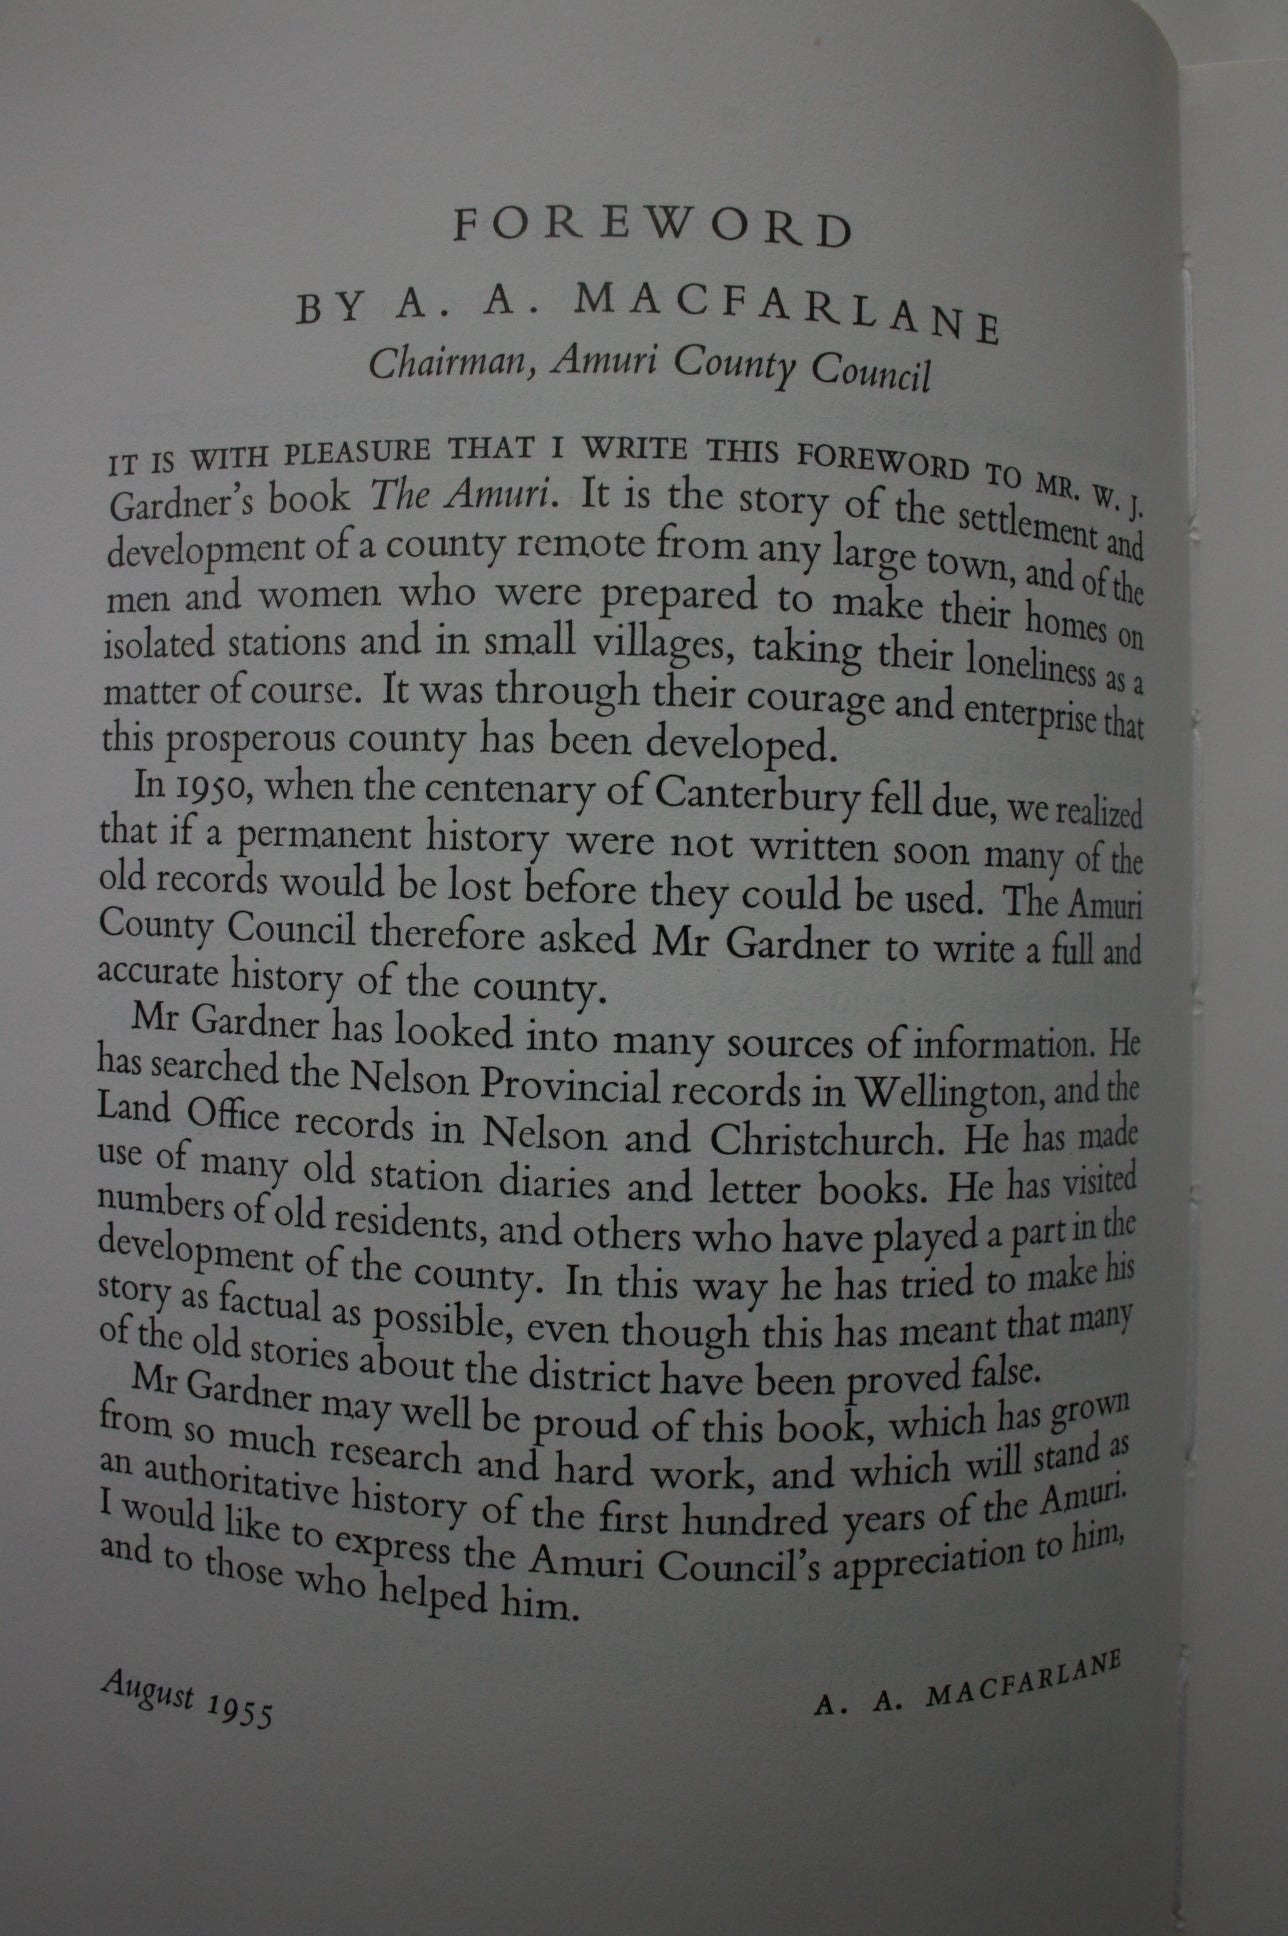 FOREWORD
BY A. A. MACFARLANE
Chairman, Amuri County Council
IT IS WITH PLEASURE THAT I WRITE THIS FOREWORD TO MR. W. J.
Gardner's book The Amuri. It is the story of the settlement and
development of a county remote from any large town, and of the
men and women who were prepared to make their homes on
isolated stations and in small villages, taking their loneliness as a
matter of course. It was through their courage and enterprise that
this prosperous county has been developed.
In 1950, when the centenary of Canterbury fell due, we realized
that if a permanent history were not written soon many of the
old records would be lost before they could be used. The Amuri
County Council therefore asked Mr Gardner to write a full and
accurate history of the county.
Mr Gardner has looked into many sources of information. He
has searched the Nelson Provincial records in Wellington, and the
Land Office records in Nelson and Christchurch. He has made
use of many old station diaries and letter books. He has visited
numbers of old residents, and others who have played a part in the
development of the county. In this way he has tried to make his
story as factual as possible, even though this has meant that many
of the old stories about the district have been proved false.
Mr Gardner may well be proud of this book, which has grown
from so much research and hard work, and which will stand as
an authoritative history of the first hundred years of the Amuri.
I would like to express the Amuri Council's appreciation to him,
and to those who helped him.
August 1955 A. A. MACFARLANE